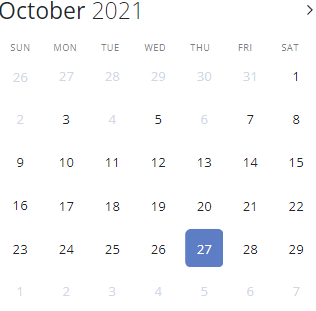 October 2021
SUN MON TUE WED THU FRI SAT
26 27 28 29 30 31 1
2 3 4 5 6 7 8
9 10 11 12 13 14 15
16 17 18 19 20 21 22
23 24 25 26 27 28 29
1 2 3 4 5 6 7